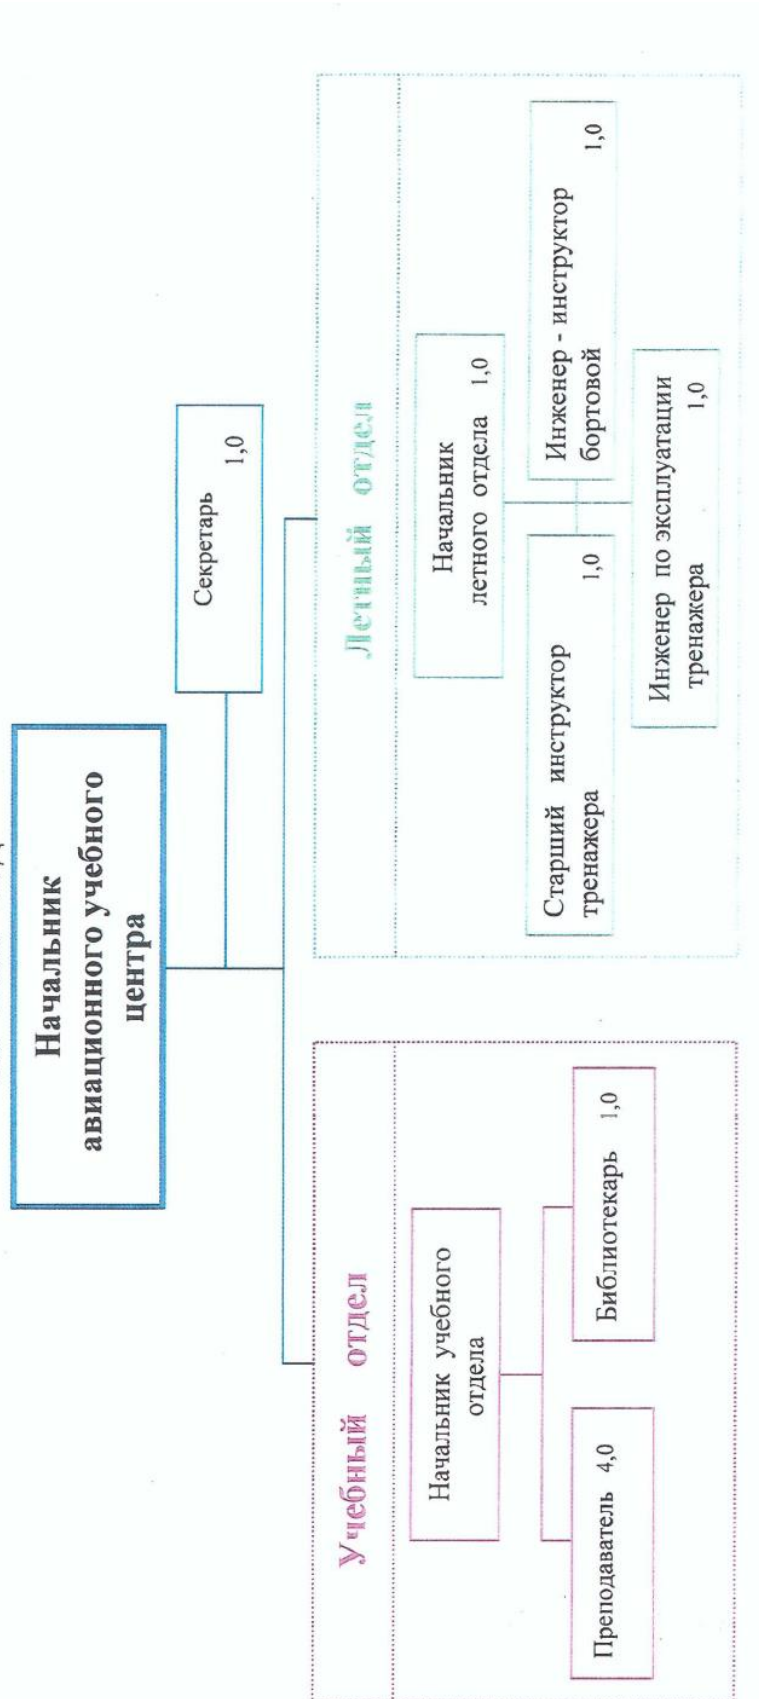 Начальник
авиационного учебного
центра
Секретарь
1,0
Учебный отдел
Начальник учебного
отдела
Преподаватель 4,0
Библиотекарь 1,0
Летный отдел
Начальник
летного отдела 1,0
Старший инструктор
тренажера 1,0
Инженер - инструктор
бортовой 1,0
Инженер по эксплуатации
тренажера 1,0